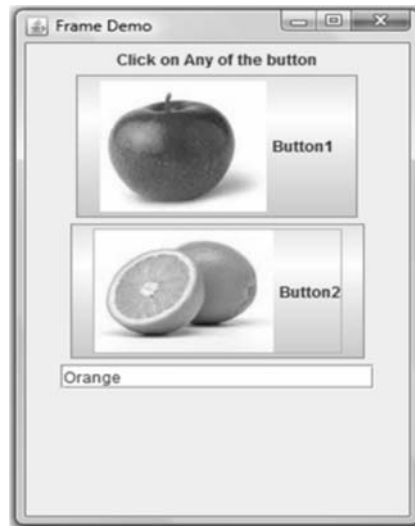 Frame Demo
Click on Any of the button
Button1
Button2
Orange